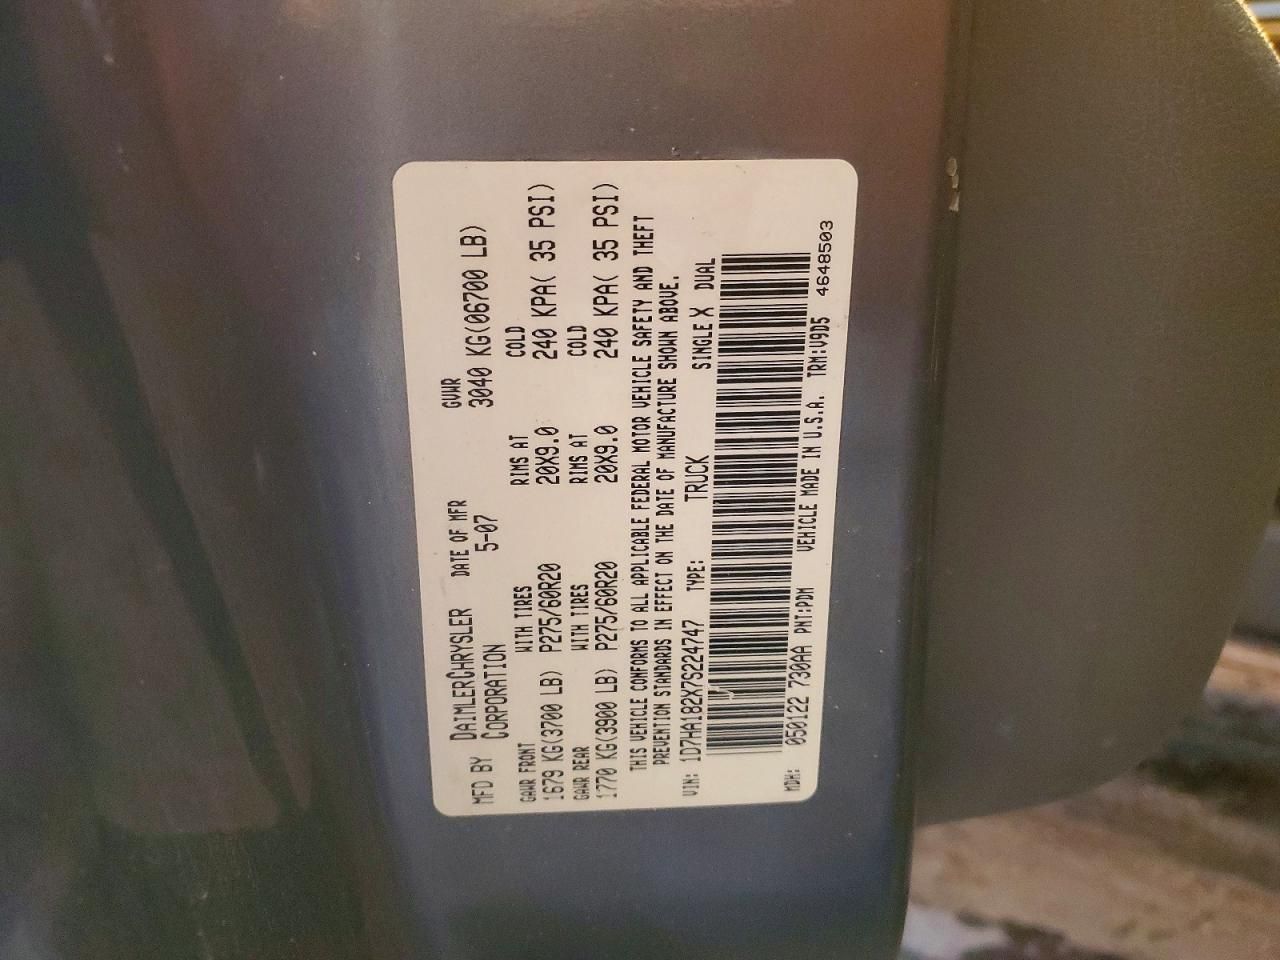 MFD BY DAIMLERCHRYSLER CORPORATION DATE OF MFR 5-07 GVWR 3040 KG(06700 LB)
GAWR FRONT WITH TIRES RIMS AT COLD
1679 KG(3700 LB) P275/60R20 20X9.0 240 KPA( 35 PSI)
GAWR REAR WITH TIRES RIMS AT COLD
1770 KG(3900 LB) P275/60R20 20X9.0 240 KPA( 35 PSI)
THIS VEHICLE CONFORMS TO ALL APPLICABLE FEDERAL MOTOR VEHICLE SAFETY AND THEFT
PREVENTION STANDARDS IN EFFECT ON THE DATE OF MANUFACTURE SHOWN ABOVE.
VIN: 1D7HA182X7S224747 TYPE: TRUCK SINGLE X DUAL
MDH: 050122 730AA PNT:PDM VEHICLE MADE IN U.S.A. TRM:V9D5 4648503